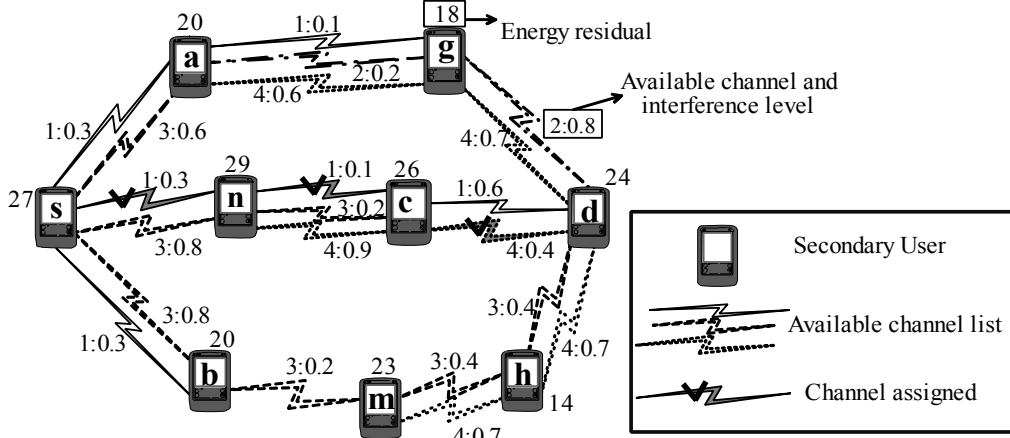 20
18
Energy residual
1:0.1
a
g
2:0.2
4:0.6
Available channel and
interference level
2:0.8
1:0.3
3:0.6
4:0.7
27
s
29
n
26
c
24
d
1:0.3
1:0.1
3:0.2
1:0.6
3:0.8
4:0.9
4:0.4
3:0.8
1:0.3
20
b
3:0.2
23
m
3:0.4
4:0.7
h
14
3:0.4
4:0.7
Secondary User
Available channel list
Channel assigned